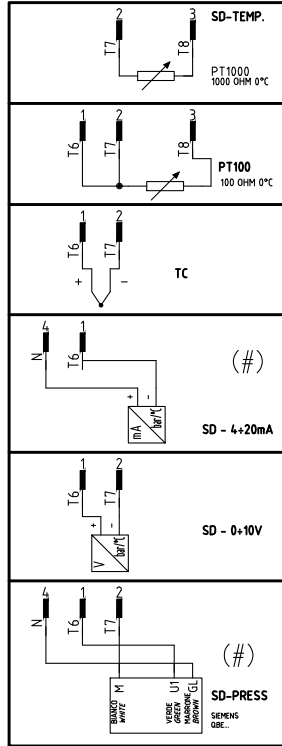 2 3 SD-TEMP.
T7 T8
PT1000
1000 OHM 0°C
1 2 3
T6 T7 T8
PT100
100 OHM 0°C
1 2
T6 T7
+ -
TC
4 1
N T6
(#)
+ -
mA bar/°C
SD - 4÷20mA
1 2
T6 T7
+ -
V bar/°C
SD - 0÷10V
4 1 2
N T6 T7
(#)
M U1 GL
BIANCO VERDE MARRONE
WHITE GREEN BROWN
SD-PRESS
SIEMENS
QBE...